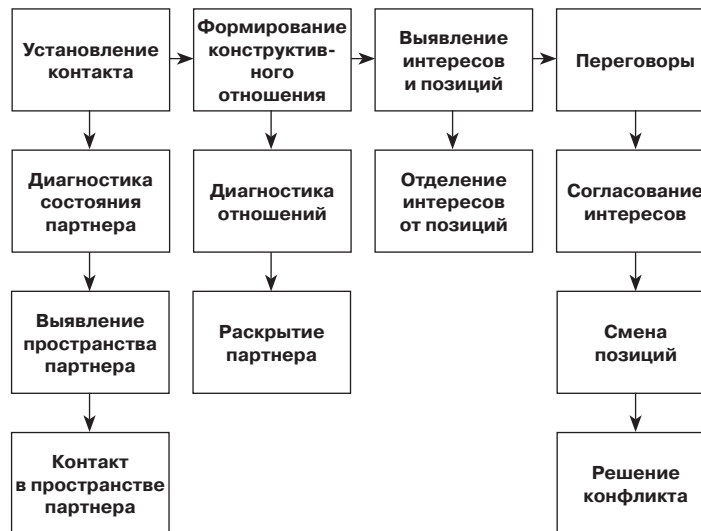 Установление
контакта
Формирование
конструктив-
ного
отношения
Выявление
интересов
и позиций
Переговоры
Диагностика
состояния
партнера
Диагностика
отношений
Отделение
интересов
от позиций
Согласование
интересов
Выявление
пространства
партнера
Раскрытие
партнера
Смена
позиций
Контакт
в пространстве
партнера
Решение
конфликта